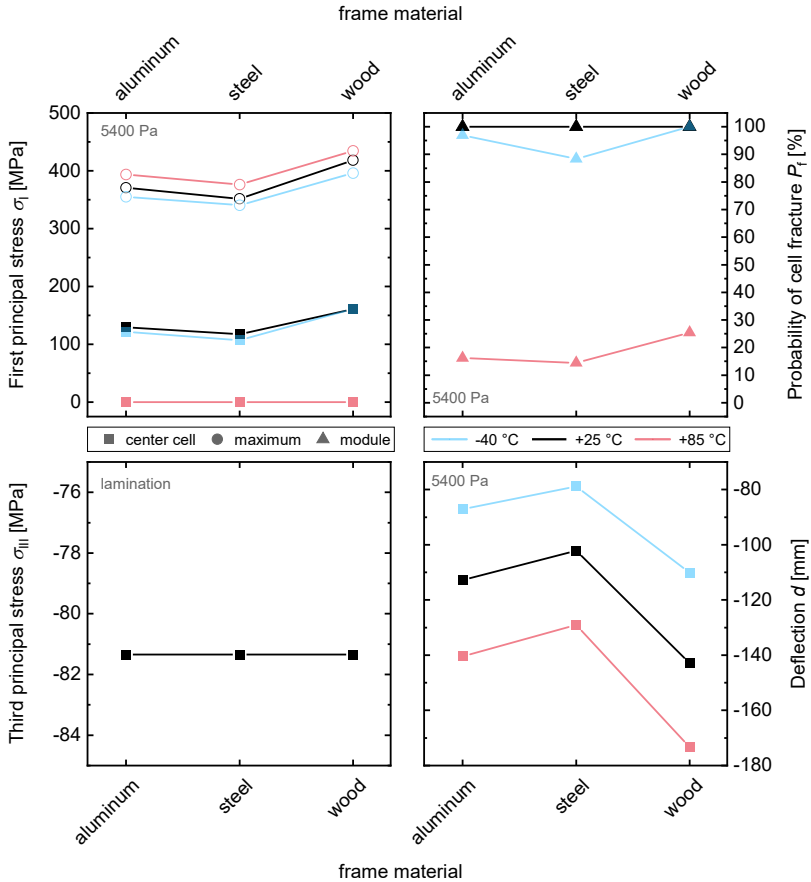 frame material
aluminum
steel
wood
aluminum
steel
wood
First principal stress σI [MPa]
500
400
300
200
100
0
5400 Pa
Probability of cell fracture Pf [%]
100
90
80
70
60
50
40
30
20
10
0
5400 Pa
center cell maximum module
-40 °C +25 °C +85 °C
Third principal stress σIII [MPa]
-76
-78
-80
-82
-84
lamination
Deflection d [mm]
-80
-100
-120
-140
-160
-180
5400 Pa
aluminum
steel
wood
aluminum
steel
wood
frame material